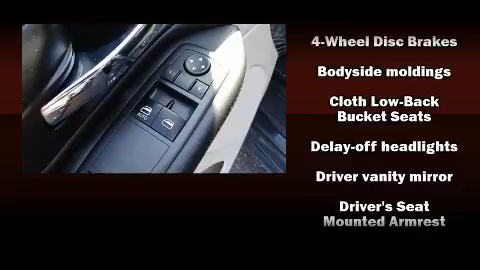 4-Wheel Disc Brakes
Bodyside moldings
Cloth Low-Back
Bucket Seats
Delay-off headlights
Driver vanity mirror
Driver's Seat
Mounted Armrest
AUTO